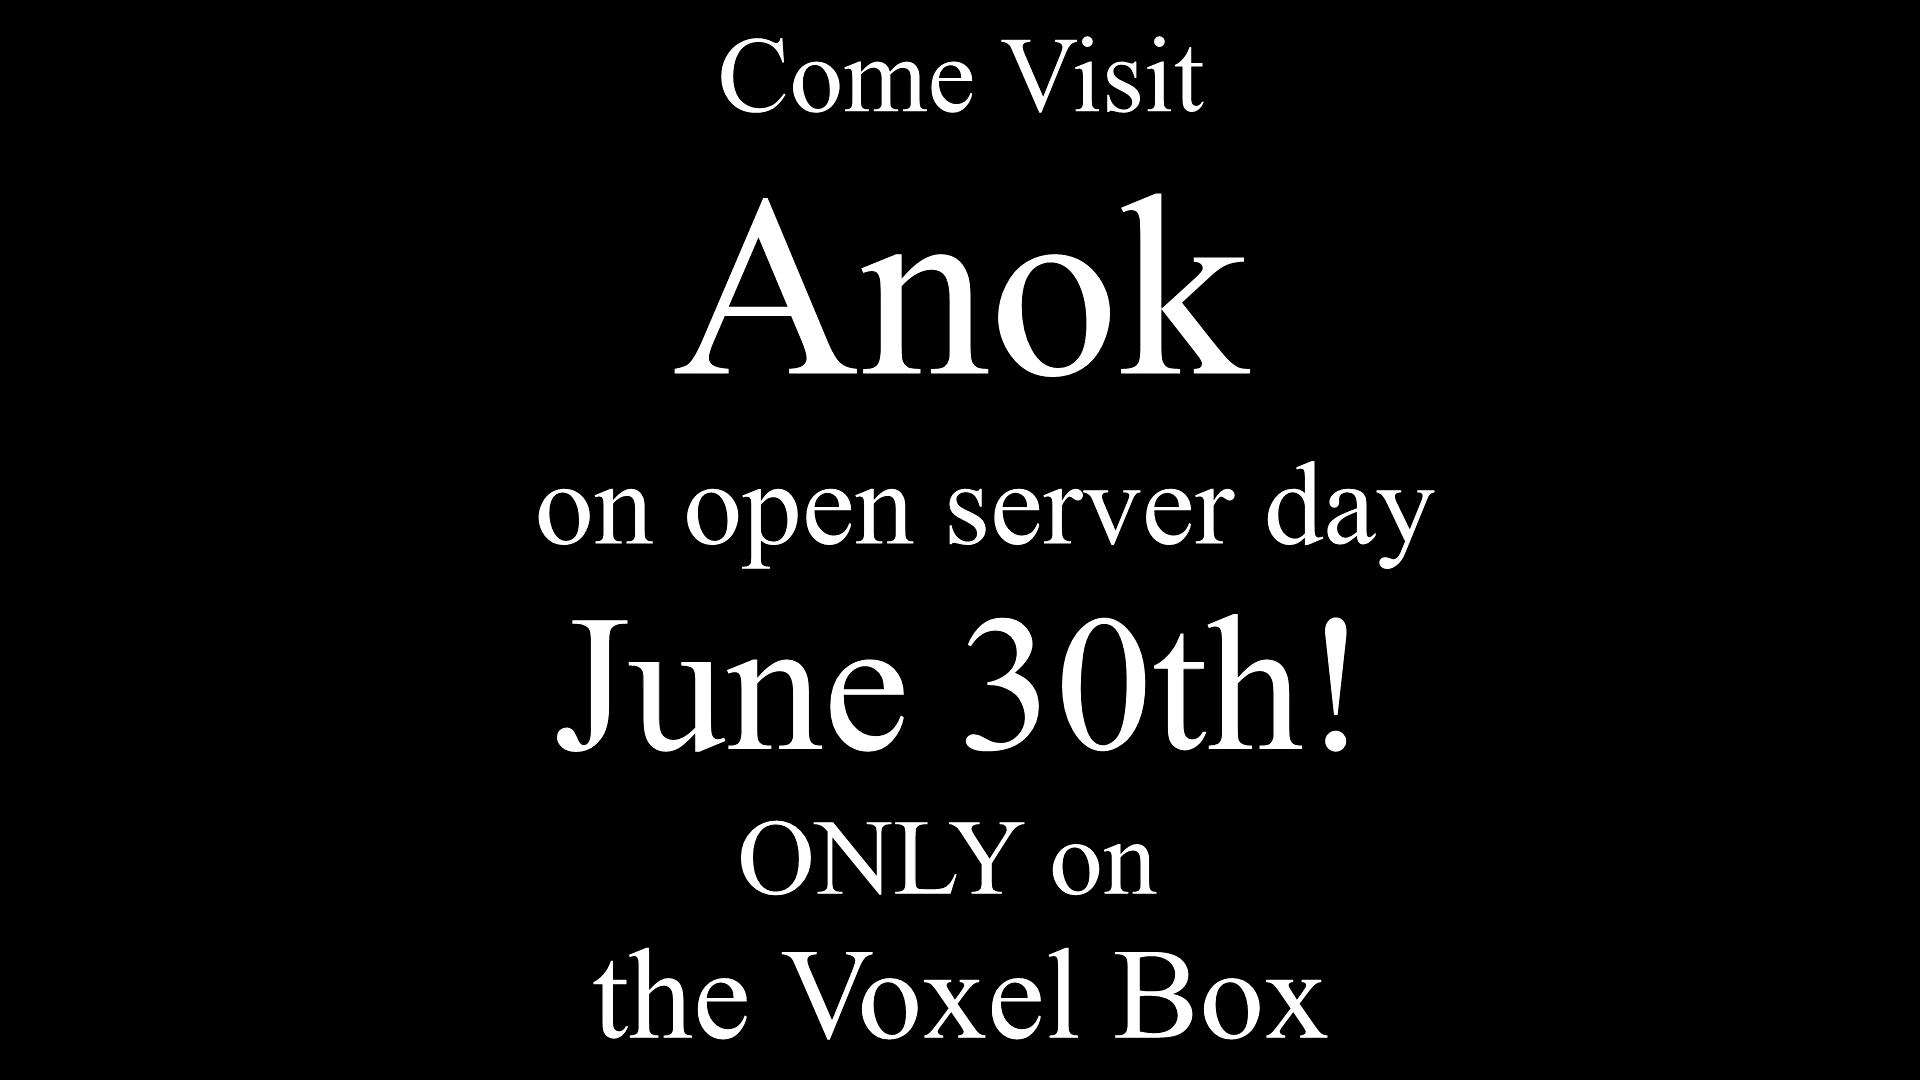 Come Visit
Anok
on open server day
June 30th!
ONLY on
the Voxel Box